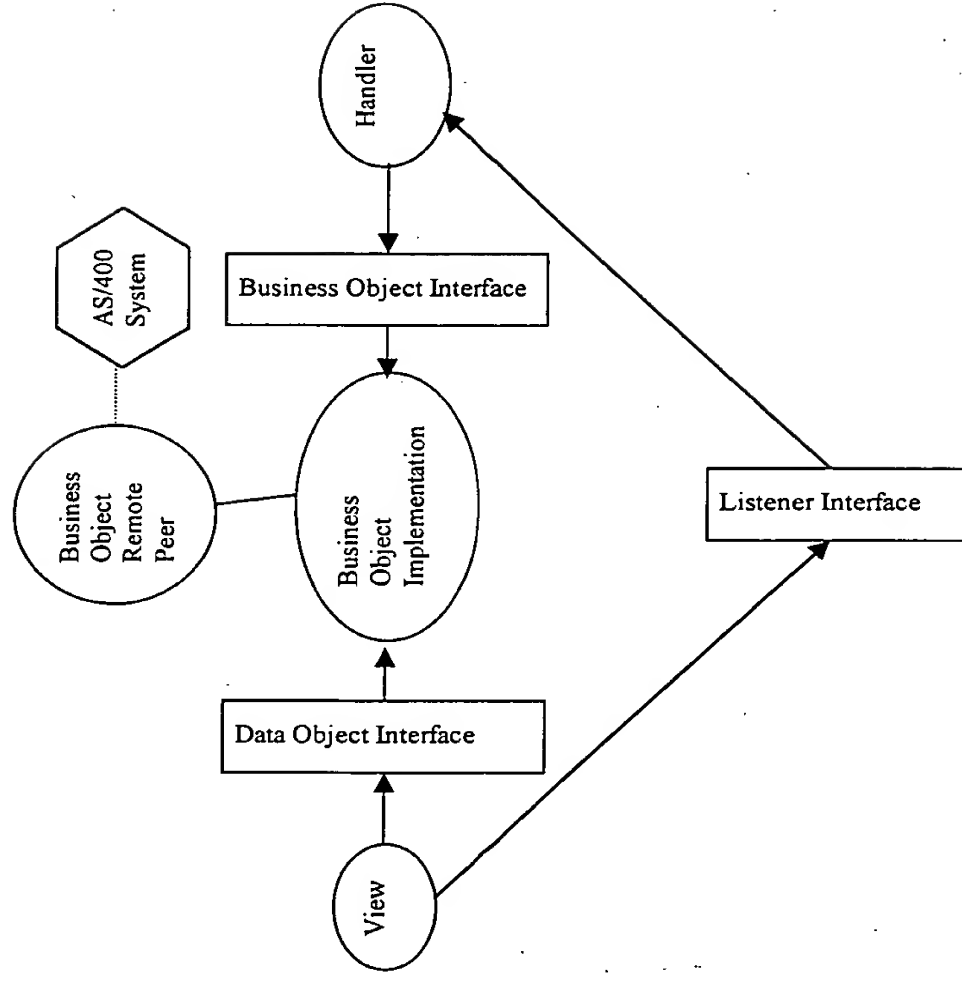 Handler
AS/400
System
Business Object Interface
Business
Object
Remote
Peer
Business
Object
Implementation
Listener Interface
Data Object Interface
View